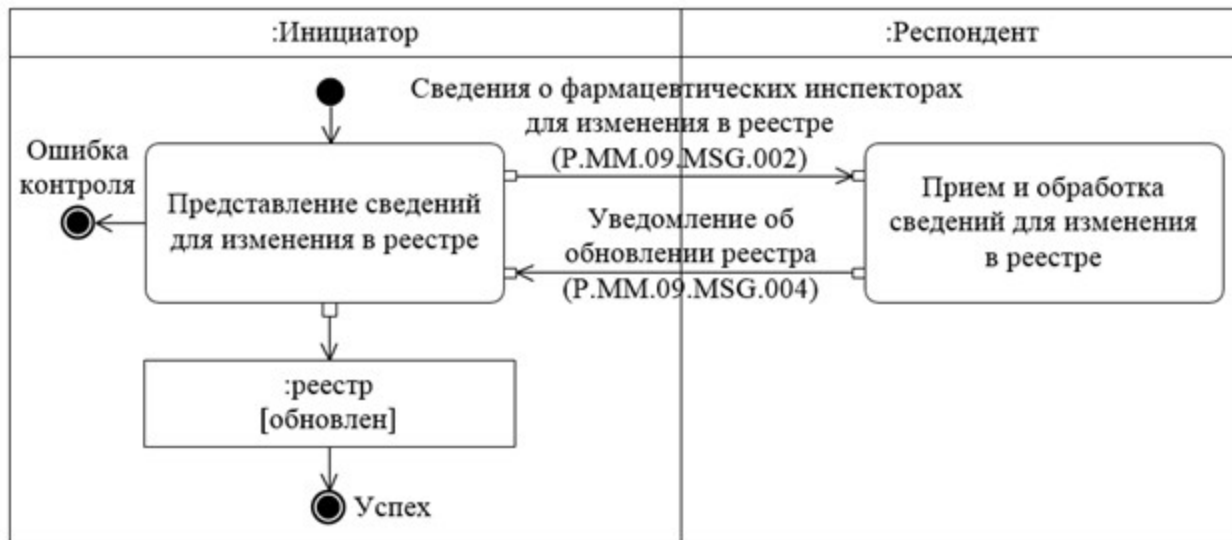 :Инициатор
:Респондент
Сведения о фармацевтических инспекторах
для изменения в реестре
(P.MM.09.MSG.002)
Ошибка
контроля
Представление сведений
для изменения в реестре
Прием и обработка
сведений для изменения
в реестре
Уведомление об
обновлении реестра
(P.MM.09.MSG.004)
:реестр
[обновлен]
Успех